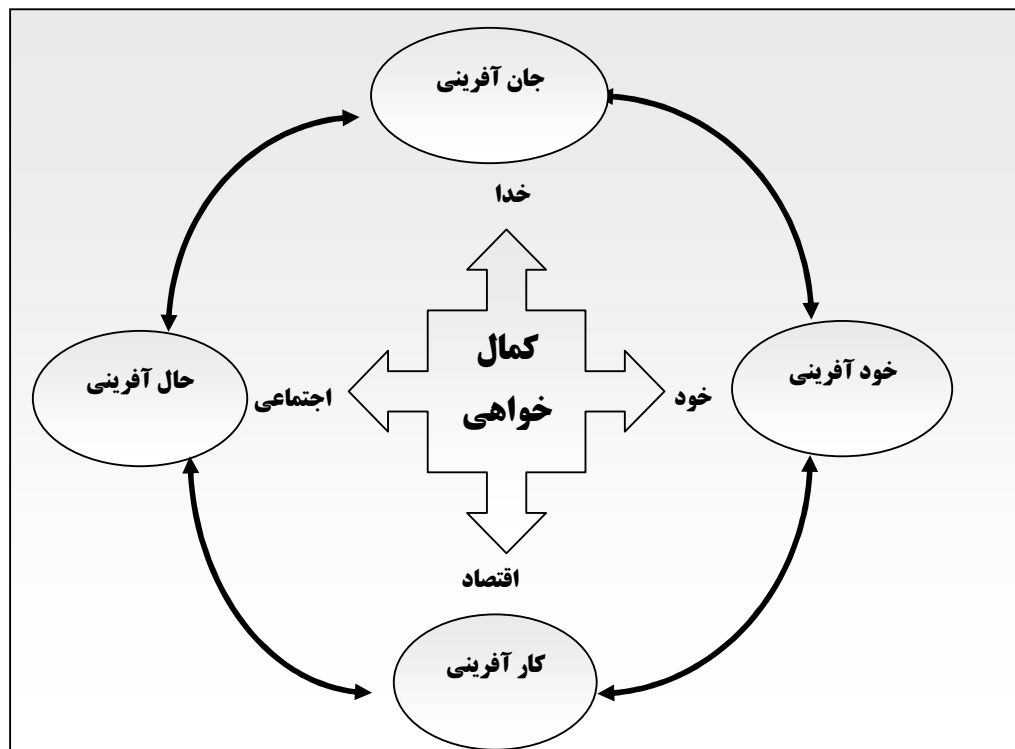 جان آفرینی
خدا
کمال
خواهی
خود آفرینی
خود
اجتماعی
حال آفرینی
اقتصاد
کار آفرینی